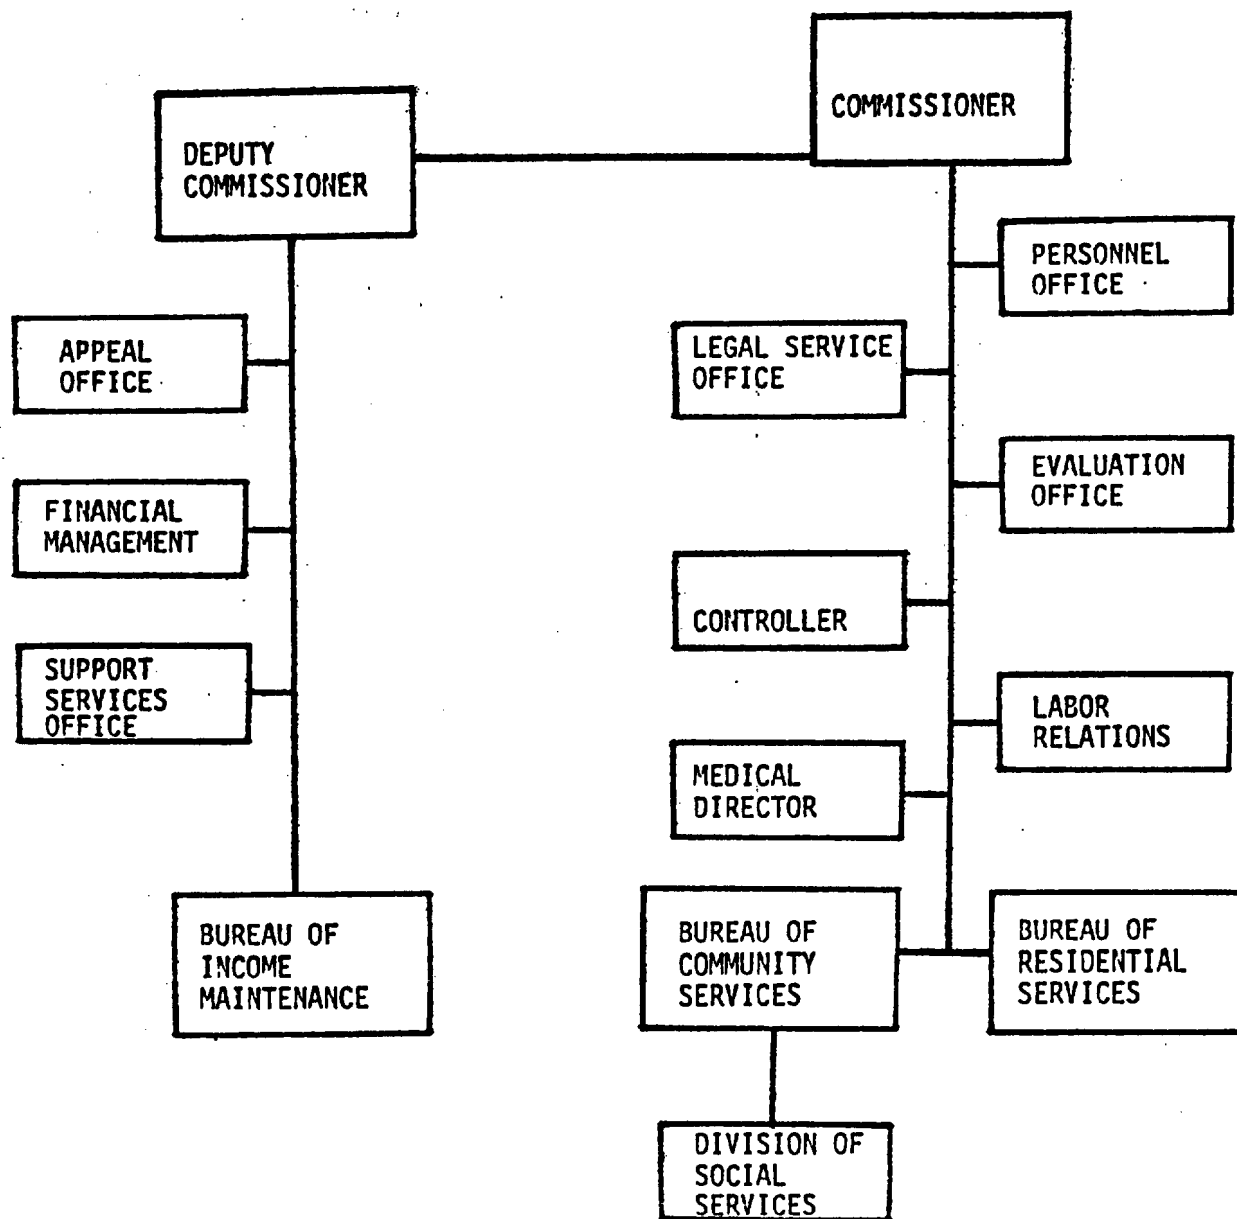 COMMISSIONER
DEPUTY
COMMISSIONER
PERSONNEL
OFFICE
APPEAL
OFFICE
LEGAL SERVICE
OFFICE
EVALUATION
OFFICE
FINANCIAL
MANAGEMENT
CONTROLLER
SUPPORT
SERVICES
OFFICE
LABOR
RELATIONS
MEDICAL
DIRECTOR
BUREAU OF
INCOME
MAINTENANCE
BUREAU OF
COMMUNITY
SERVICES
BUREAU OF
RESIDENTIAL
SERVICES
DIVISION OF
SOCIAL
SERVICES